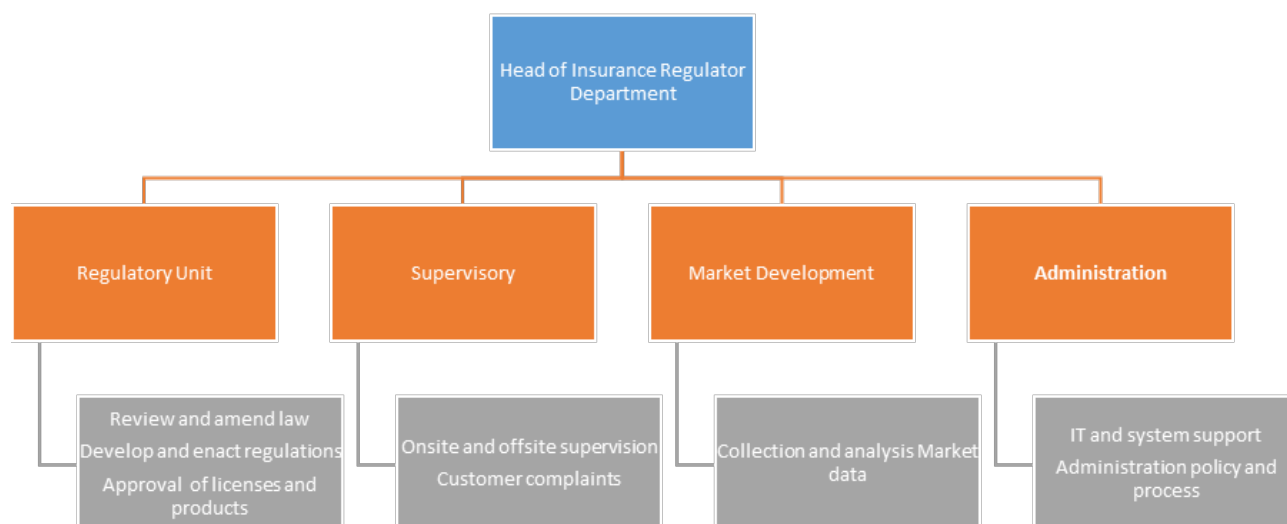 Head of Insurance Regulator
Department
Regulatory Unit
Supervisory
Market Development
Administration
Review and amend law
Develop and enact regulations
Approval of licenses and
products
Onsite and offsite supervision
Customer complaints
Collection and analysis Market
data
IT and system support
Administration policy and
process